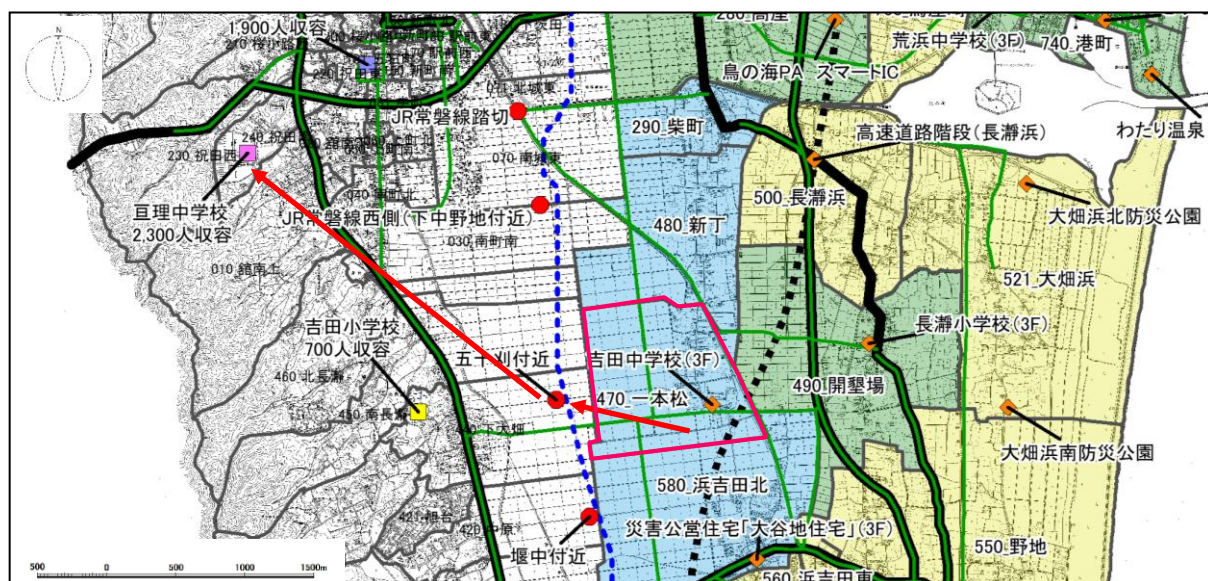 N
1,900人収容
280_高屋
荒浜中学校(3F)
740_港町
鳥の海PA スマートIC
JR常磐線踏切
290_柴町
高速道路階段(長瀞浜)
わたり温泉
240_祝田
230_祝田西
070_南城東
亘理中学校
2,300人収容
JR常磐線西側(下中野地付近)
030_南町南
500_長瀞浜
480_新丁
大畑浜北防災公園
010_舘南上
521_大畑浜
吉田小学校
700人収容
長瀞小学校(3F)
五十刈付近
吉田中学校(3F)
460_北長瀞
490_開墾場
450_南長瀞
470_一本松
大畑浜南防災公園
580_浜吉田北
災害公営住宅「大谷地住宅」(3F)
420_中原
堰中付近
550_野地
560_浜吉田東
500m 0 500 1000 1500m